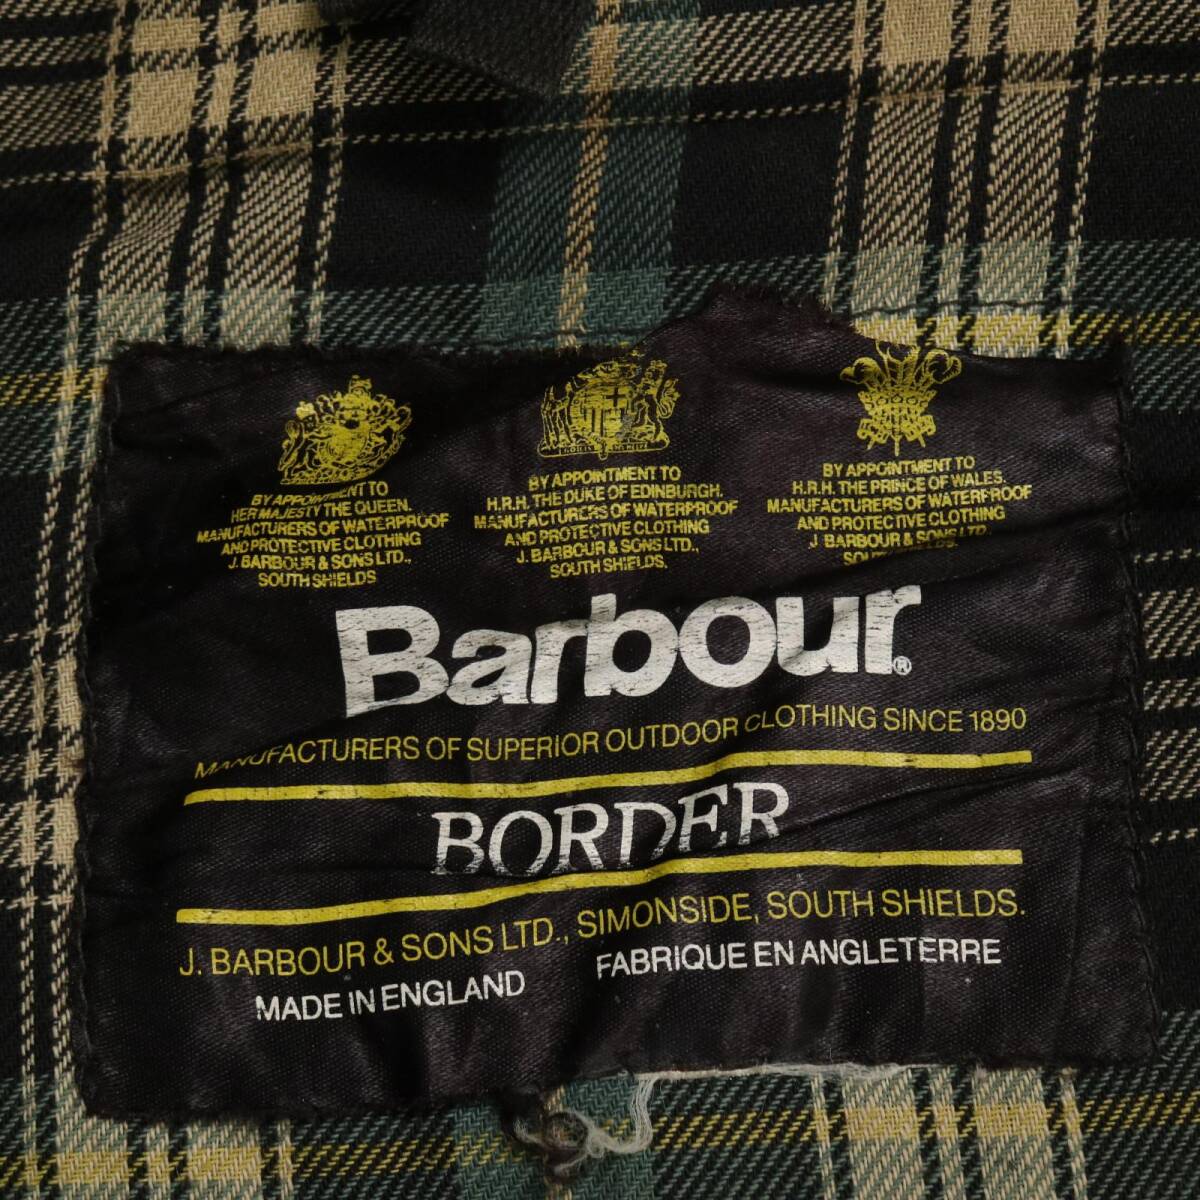 BY APPOINTMENT TO
HER MAJESTY THE QUEEN.
MANUFACTURERS OF WATERPROOF
AND PROTECTIVE CLOTHING
J. BARBOUR & SONS LTD.,
SOUTH SHIELDS
BY APPOINTMENT TO
H.R.H. THE DUKE OF EDINBURGH.
MANUFACTURERS OF WATERPROOF
AND PROTECTIVE CLOTHING
J. BARBOUR & SONS LTD.,
SOUTH SHIELDS.
BY APPOINTMENT TO
H.R.H. THE PRINCE OF WALES.
MANUFACTURERS OF WATERPROOF
AND PROTECTIVE CLOTHING
J. BARBOUR & SONS LTD.
Barbour®
MANUFACTURERS OF SUPERIOR OUTDOOR CLOTHING SINCE 1890
BORDER
J. BARBOUR & SONS LTD., SIMONSIDE, SOUTH SHIELDS.
MADE IN ENGLAND FABRIQUE EN ANGLETERRE